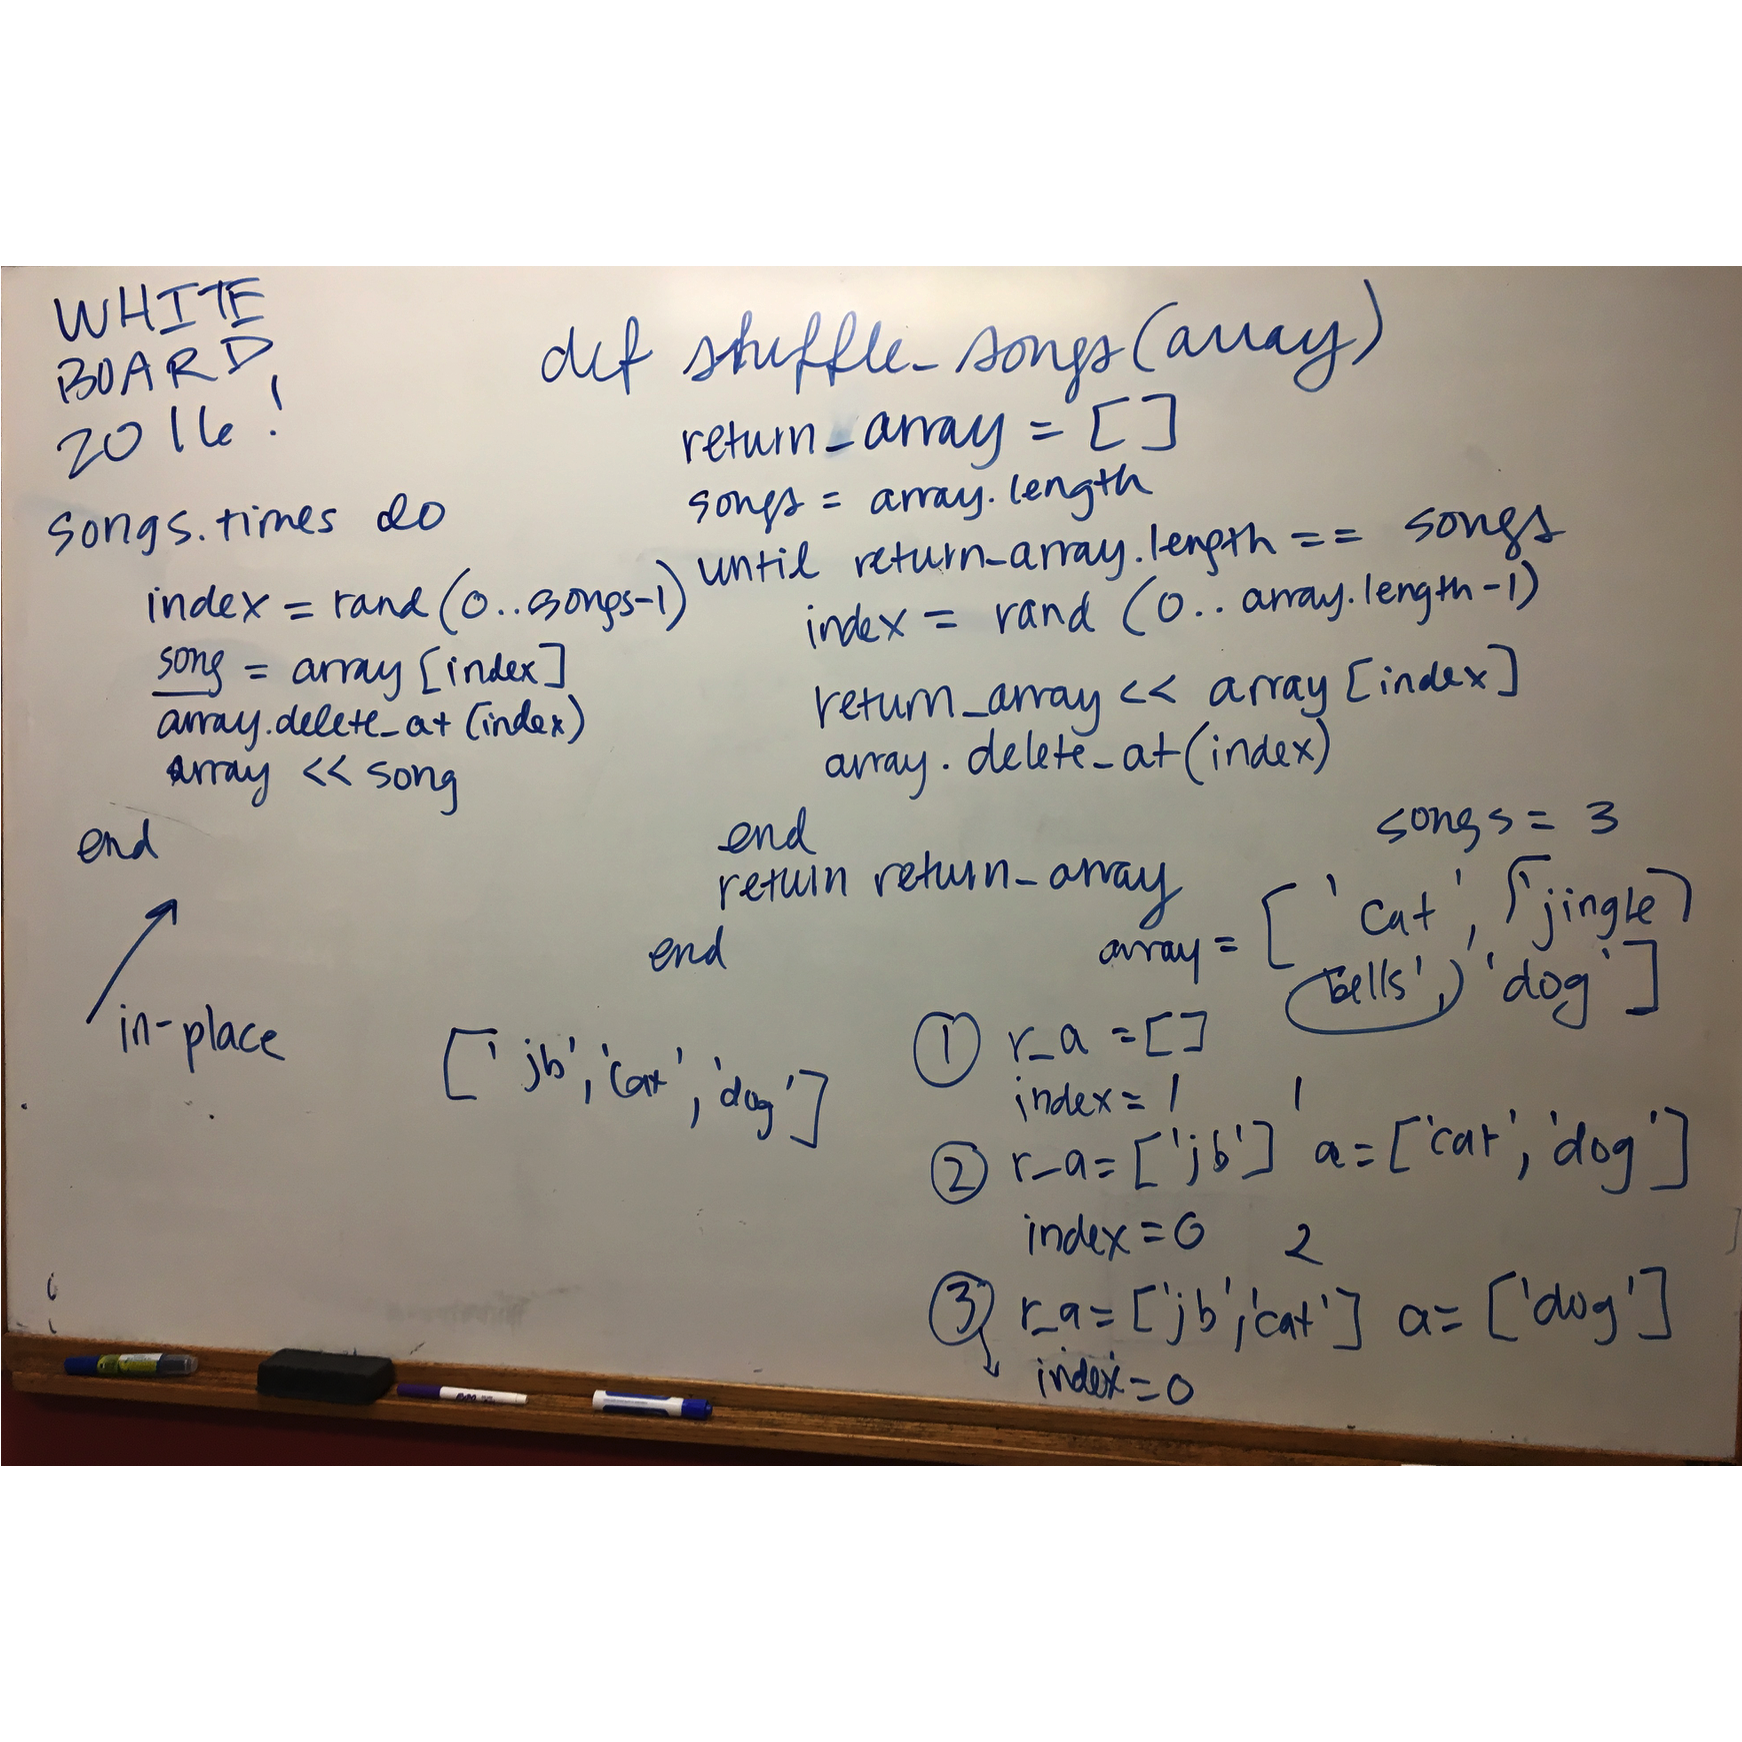 WHITE
BOARD
2016!
songs.times do
index = rand(0..songs-1)
song = array[index]
array.delete_at(index)
array << song
end
in-place
def shuffle_songs(array)
return_array = []
songs = array.length
until return_array.length == songs
index = rand (0..array.length-1)
return_array << array[index]
array.delete_at(index)
end
return return_array
end
['jb','cat','dog']
songs = 3
array = ['cat', 'jingle
bells', 'dog']
① r_a = []
index = 1 1
② r_a = ['jb'] a = ['cat','dog']
index = 0 2
③ r_a = ['jb','cat'] a = ['dog']
index = 0